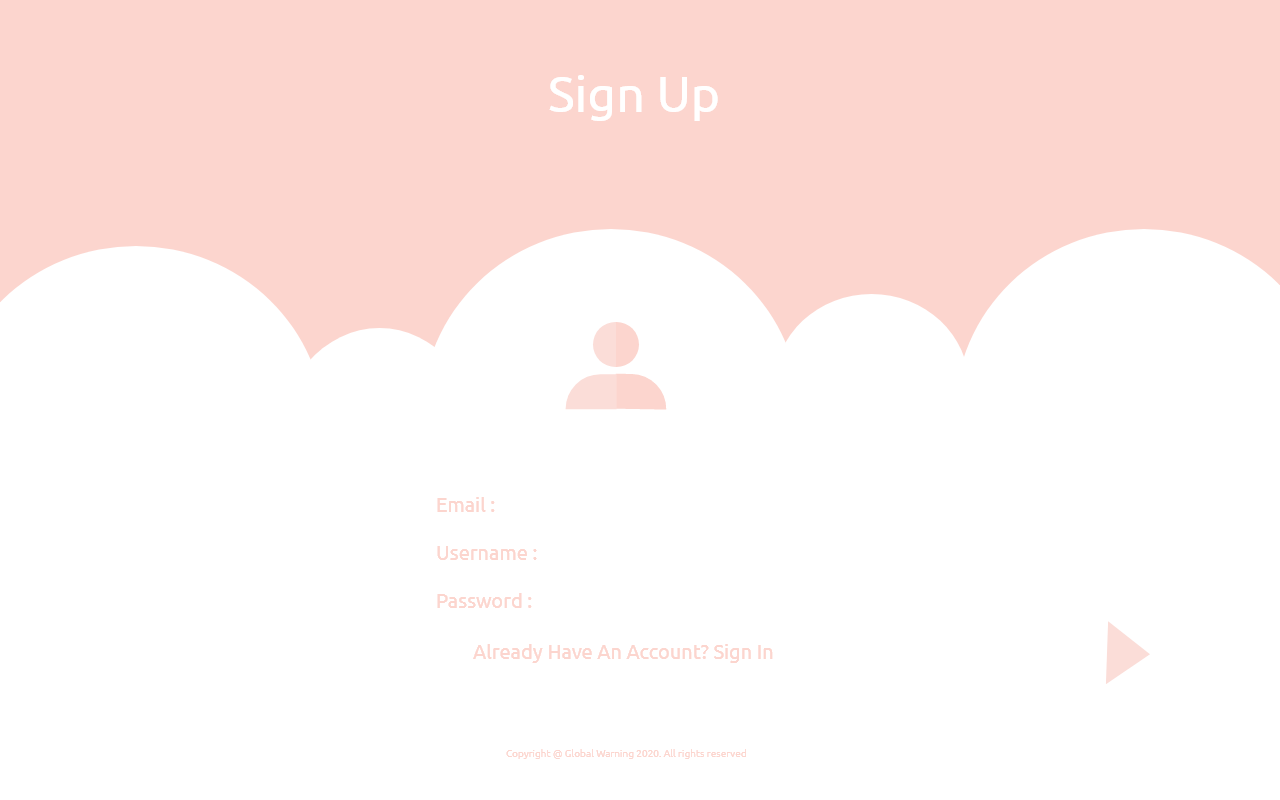 Sign Up
Email :
Username :
Password :
Already Have An Account? Sign In
Copyright @ Global Warning 2020. All rights reserved